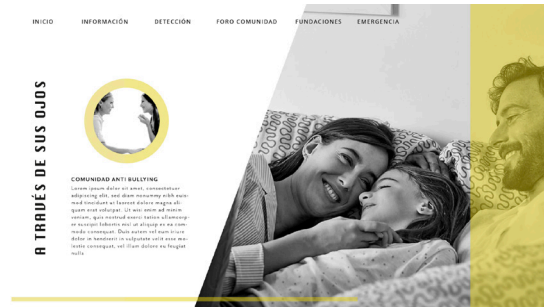 INICIO INFORMACIÓN DETECCIÓN FORO COMUNIDAD FUNDACIONES EMERGENCIA
A TRADÉS DE SUS OJOS
COMUNIDAD ANTI BULLYING
Lorem ipsum dolor sit amet, consectetuer
adipiscing elit, sed diam nonummy nibh euis-
mod tincidunt ut laoreet dolore magna ali-
quam erat volutpat. Ut wisi enim ad minim
veniam, quis nostrud exerci tation ullamcorp-
er suscipit lobortis nisl ut aliquip ex ea com-
modo consequat. Duis autem vel eum iriure
dolor in hendrerit in vulputate velit esse mo-
lestie consequat, vel illum dolore eu feugiat
nulla